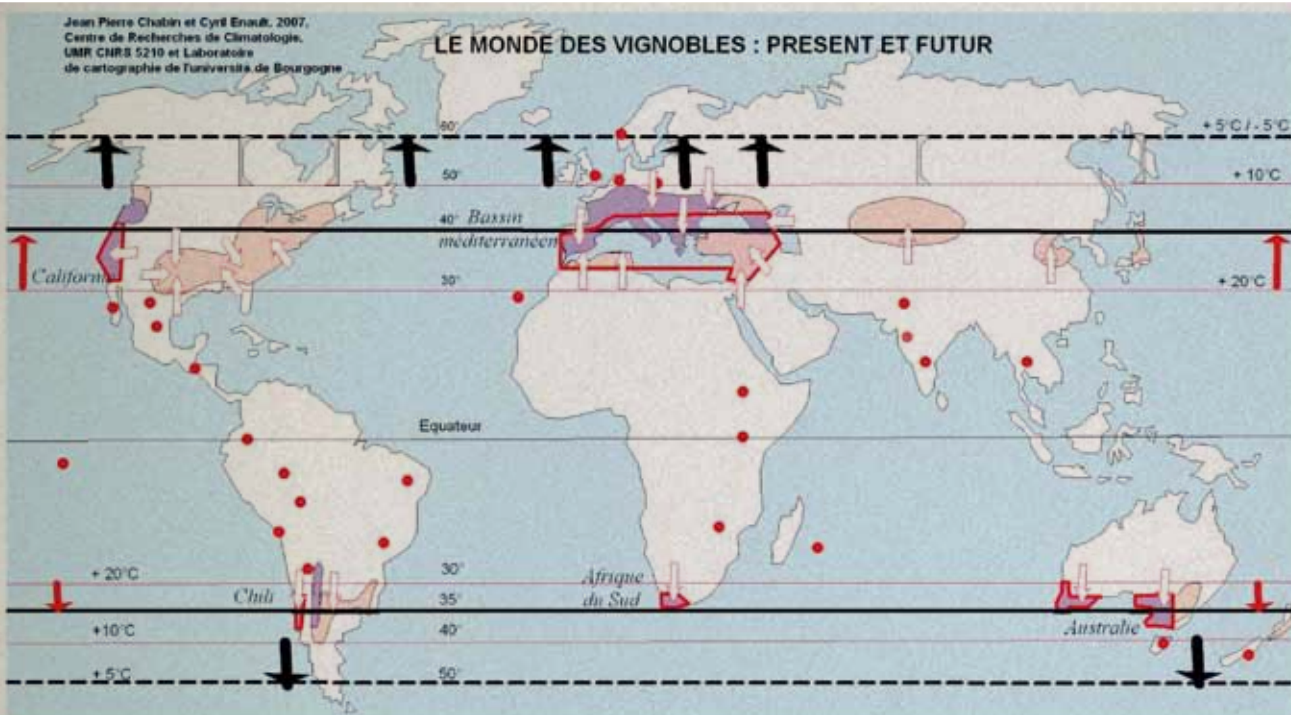 Jean Pierre Chabin et Cyril Enault, 2007,
Centre de Recherches de Climatologie,
UMR CNRS 5210 et Laboratoire
de cartographie de l'universite de Bourgogne
LE MONDE DES VIGNOBLES : PRESENT ET FUTUR
60°
+ 5°C / - 5°C
50°
+ 10°C
40°
Bassin
méditerranéen
Californie
30°
+ 20°C
Equateur
+ 20°C
30°
Afrique
du Sud
Chili
35°
Australie
+10°C
40°
+ 5°C
50°